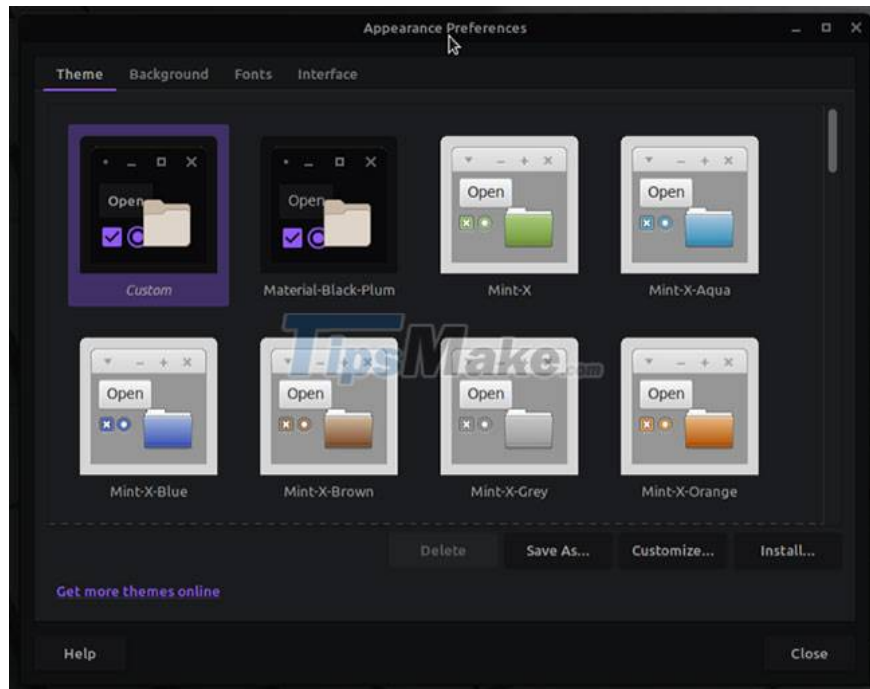 Appearance Preferences
Theme Background Fonts Interface
Open Open Open Open
Custom Material-Black-Plum Mint-X Mint-X-Aqua
TipsMake.com
Open Open Open Open
Mint-X-Blue Mint-X-Brown Mint-X-Grey Mint-X-Orange
Delete Save As... Customize... Install...
Get more themes online
Help Close